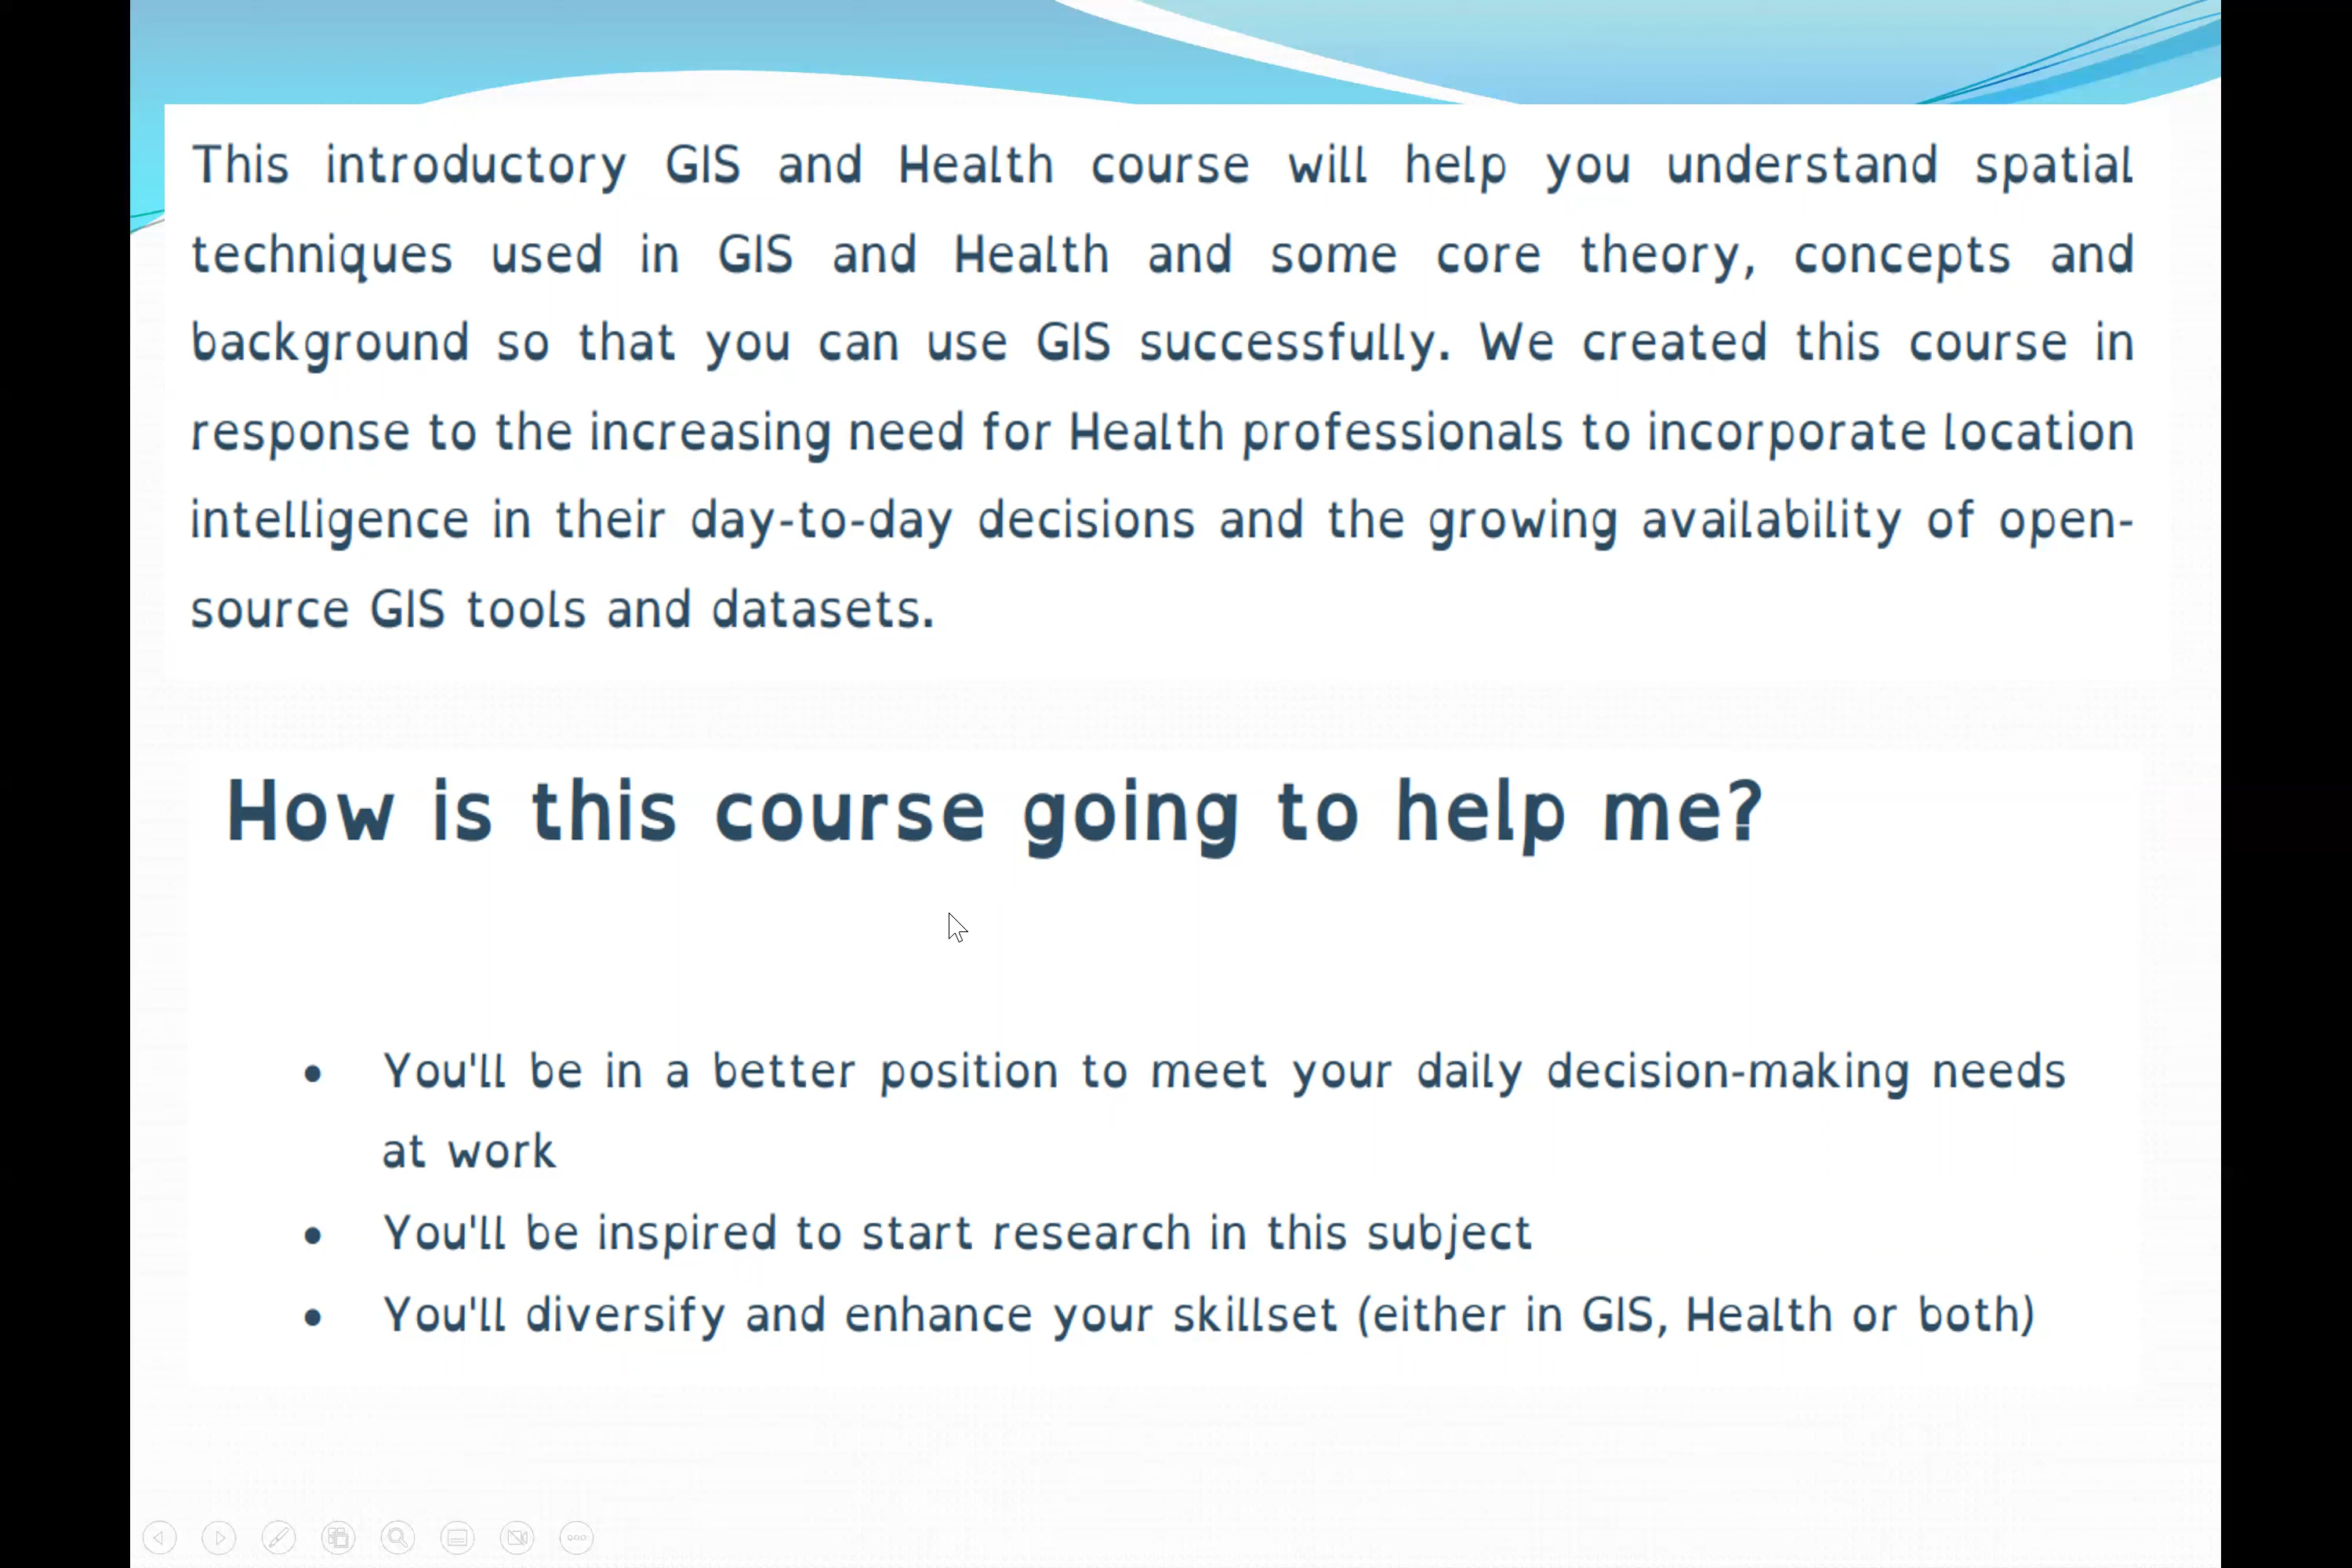 This introductory GIS and Health course will help you understand spatial
techniques used in GIS and Health and some core theory, concepts and
background so that you can use GIS successfully. We created this course in
response to the increasing need for Health professionals to incorporate location
intelligence in their day-to-day decisions and the growing availability of open-
source GIS tools and datasets.
How is this course going to help me?
• You'll be in a better position to meet your daily decision-making needs
at work
• You'll be inspired to start research in this subject
• You'll diversify and enhance your skillset (either in GIS, Health or both)